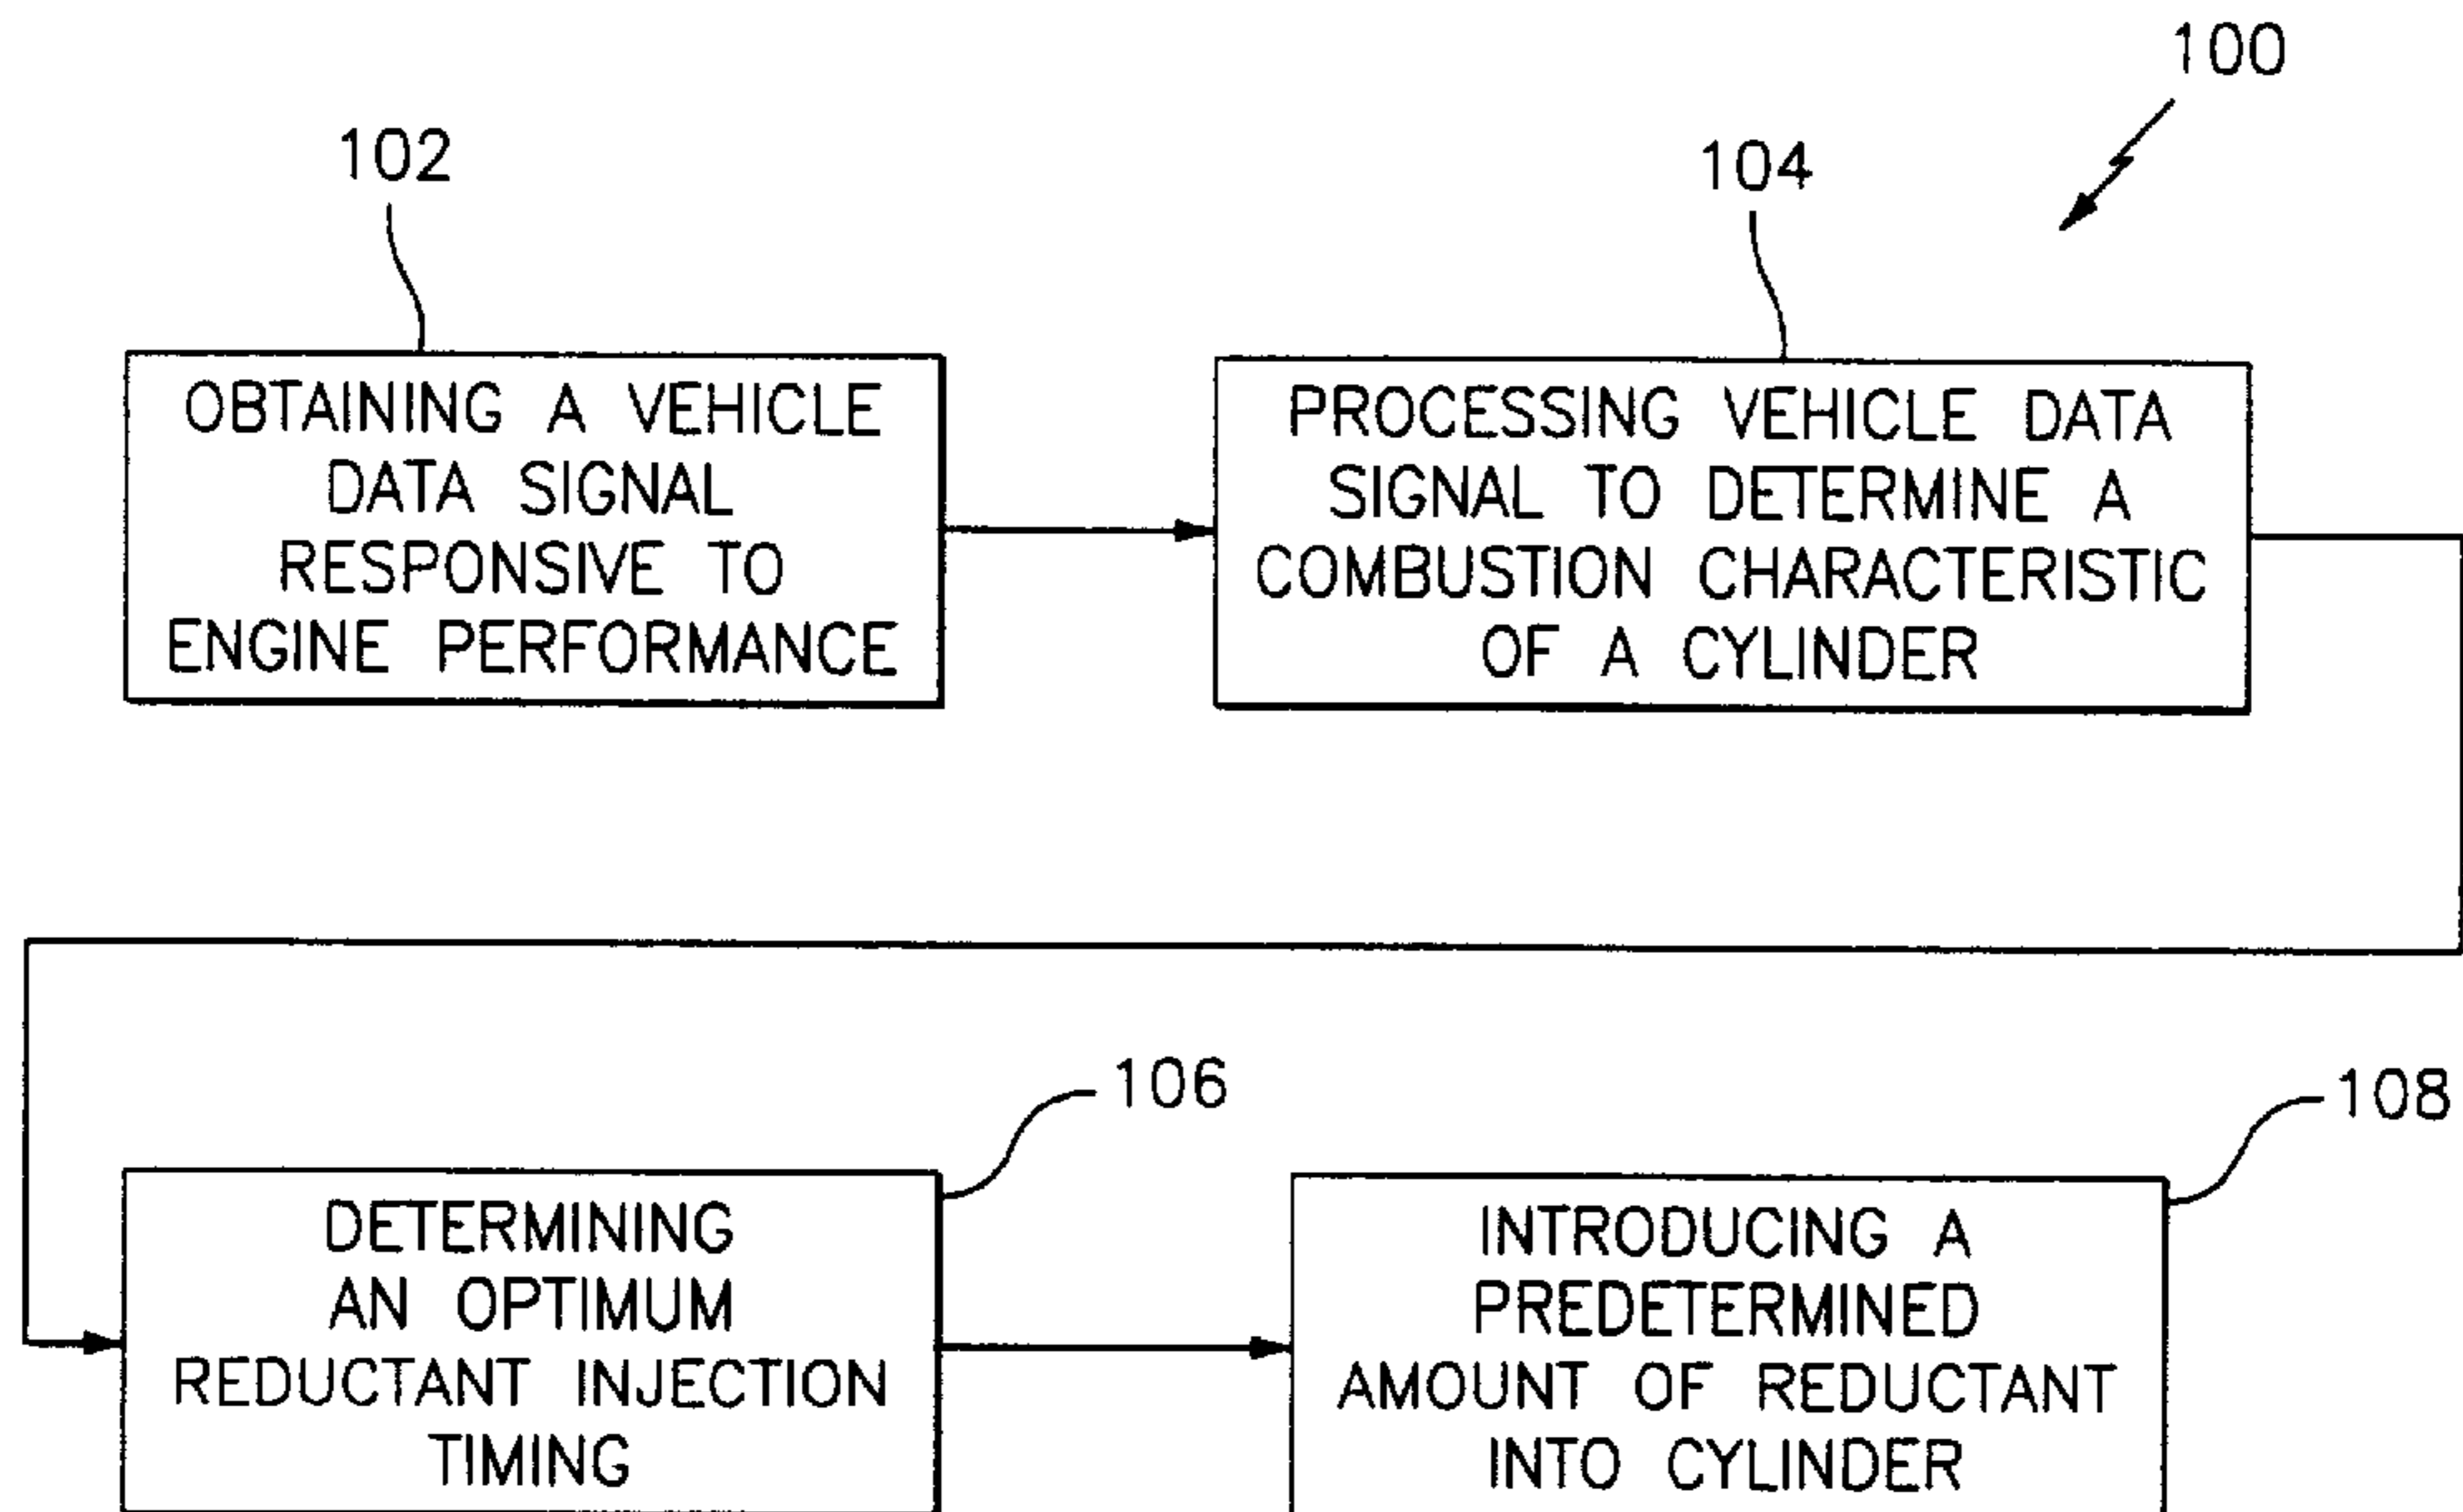 100
102
104
OBTAINING A VEHICLE
DATA SIGNAL
RESPONSIVE TO
ENGINE PERFORMANCE
PROCESSING VEHICLE DATA
SIGNAL TO DETERMINE A
COMBUSTION CHARACTERISTIC
OF A CYLINDER
106
108
DETERMINING
AN OPTIMUM
REDUCTANT INJECTION
TIMING
INTRODUCING A
PREDETERMINED
AMOUNT OF REDUCTANT
INTO CYLINDER